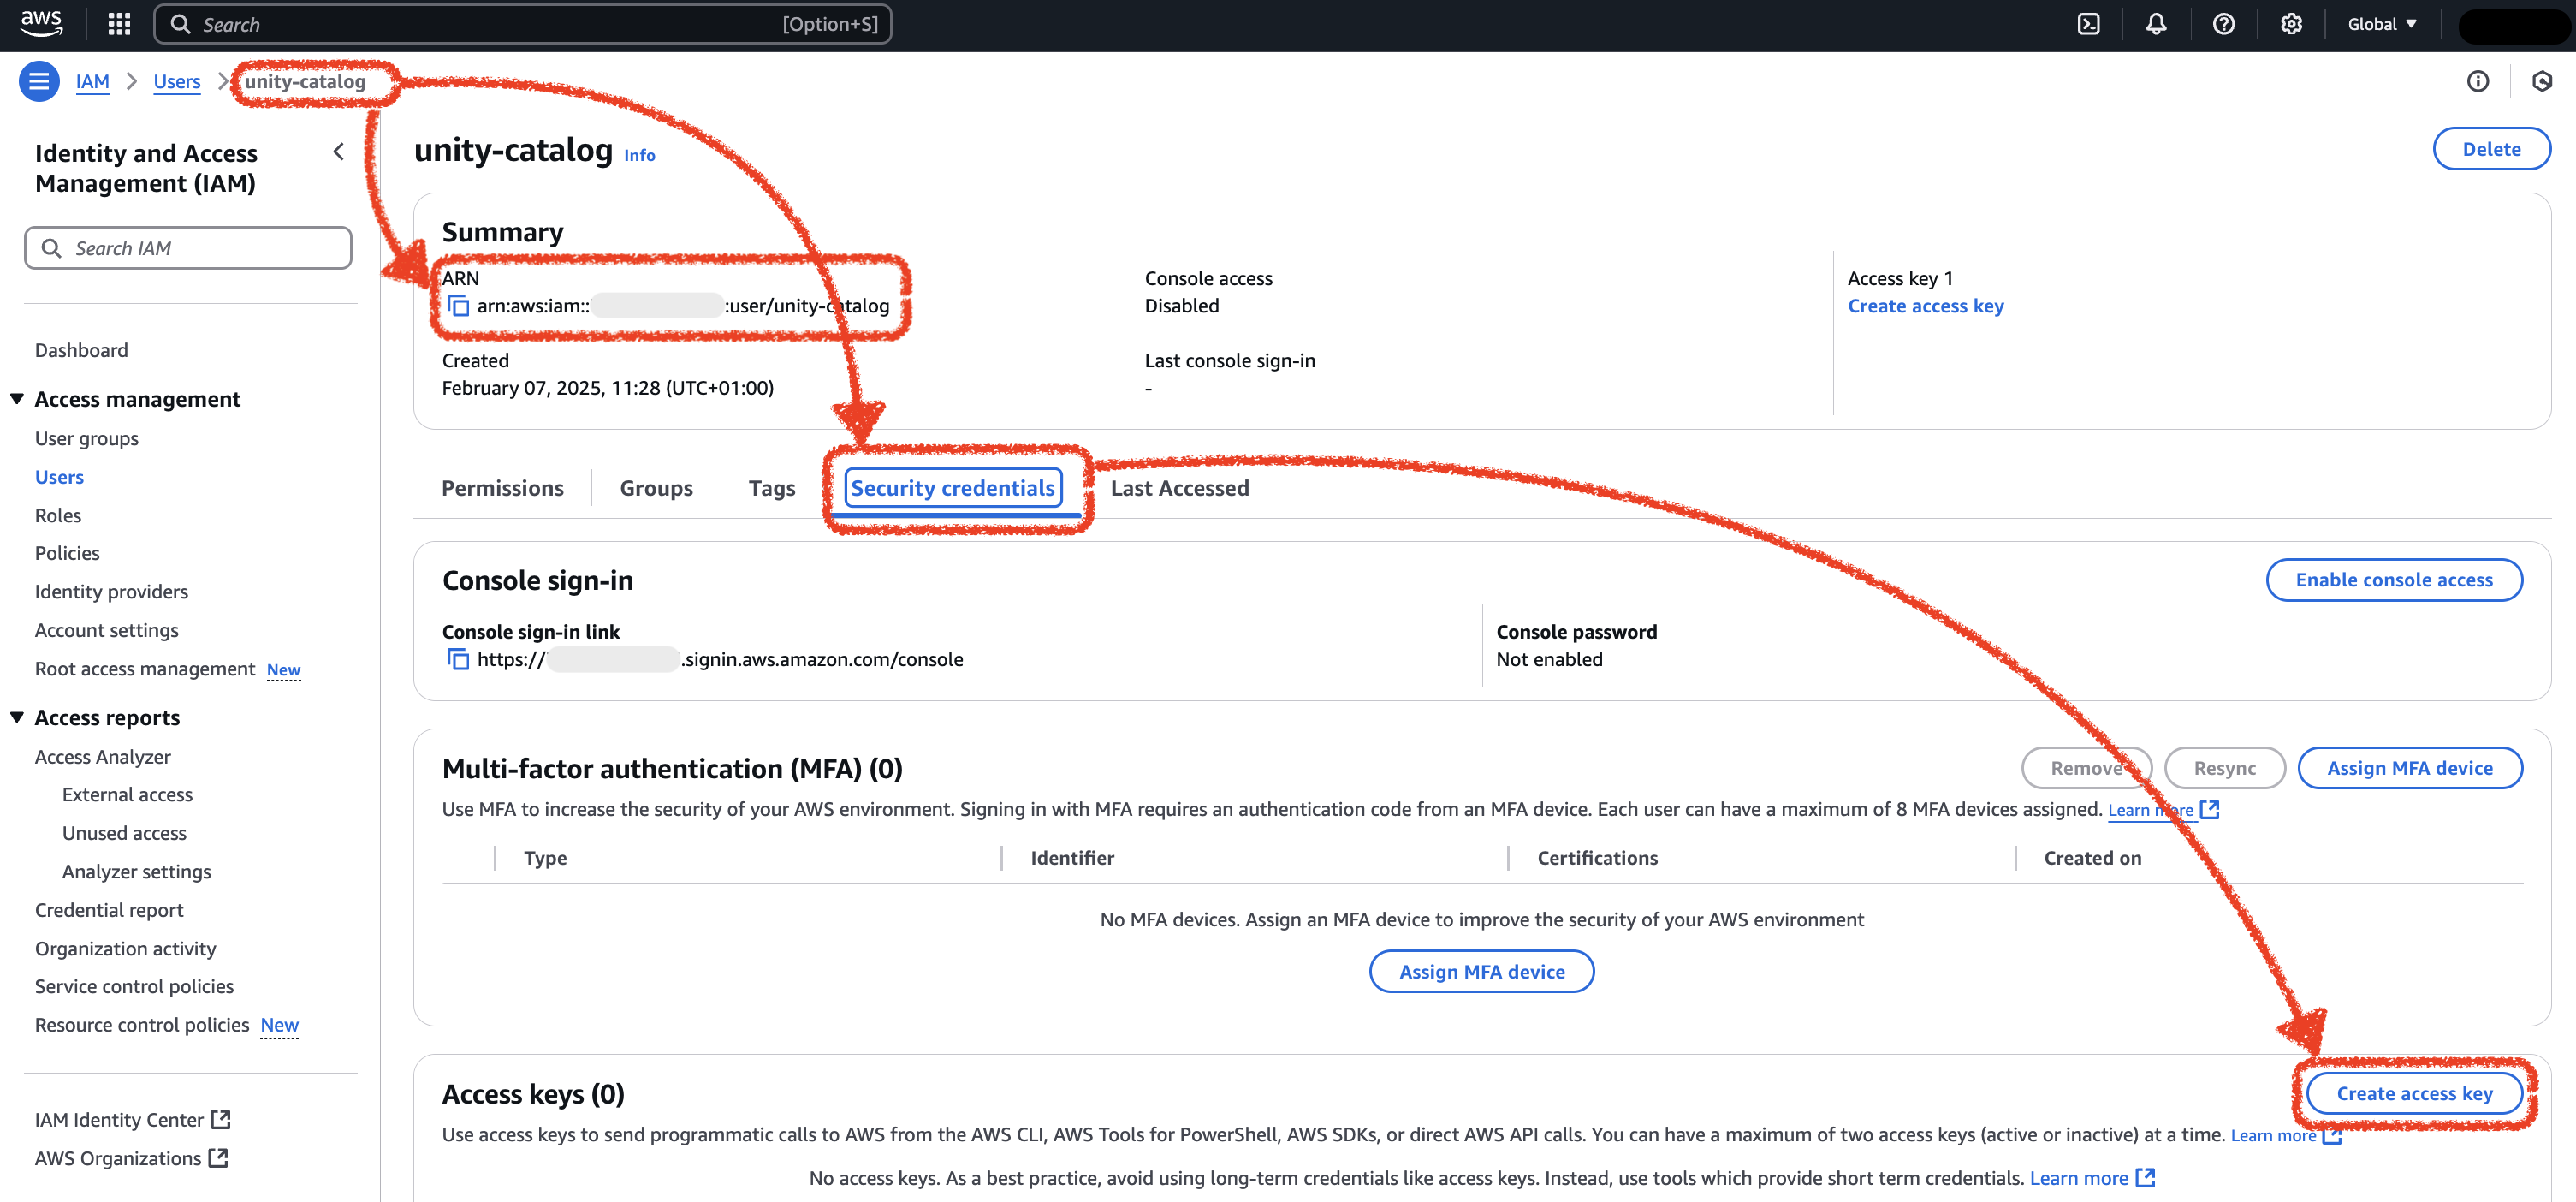 aws
Search
[Option+S]
Global
IAM
Users
unity-catalog
Identity and Access
Management (IAM)
Search IAM
Dashboard
Access management
User groups
Users
Roles
Policies
Identity providers
Account settings
Root access management New
Access reports
Access Analyzer
External access
Unused access
Analyzer settings
Credential report
Organization activity
Service control policies
Resource control policies New
IAM Identity Center
AWS Organizations
unity-catalog Info
Delete
Summary
ARN
arn:aws:iam:: :user/unity-catalog
Created
February 07, 2025, 11:28 (UTC+01:00)
Console access
Disabled
Last console sign-in
-
Access key 1
Create access key
Permissions
Groups
Tags
Security credentials
Last Accessed
Console sign-in
Enable console access
Console sign-in link
https:// .signin.aws.amazon.com/console
Console password
Not enabled
Multi-factor authentication (MFA) (0)
Remove
Resync
Assign MFA device
Use MFA to increase the security of your AWS environment. Signing in with MFA requires an authentication code from an MFA device. Each user can have a maximum of 8 MFA devices assigned. Learn more
Type
Identifier
Certifications
Created on
No MFA devices. Assign an MFA device to improve the security of your AWS environment
Assign MFA device
Access keys (0)
Create access key
Use access keys to send programmatic calls to AWS from the AWS CLI, AWS Tools for PowerShell, AWS SDKs, or direct AWS API calls. You can have a maximum of two access keys (active or inactive) at a time. Learn more
No access keys. As a best practice, avoid using long-term credentials like access keys. Instead, use tools which provide short term credentials. Learn more